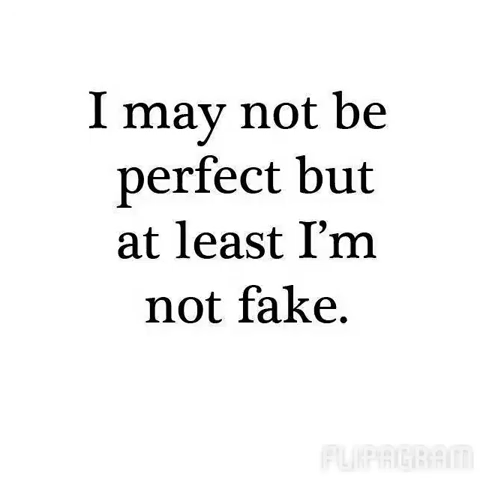 I may not be
perfect but
at least I’m
not fake.
FLIPAGRAM